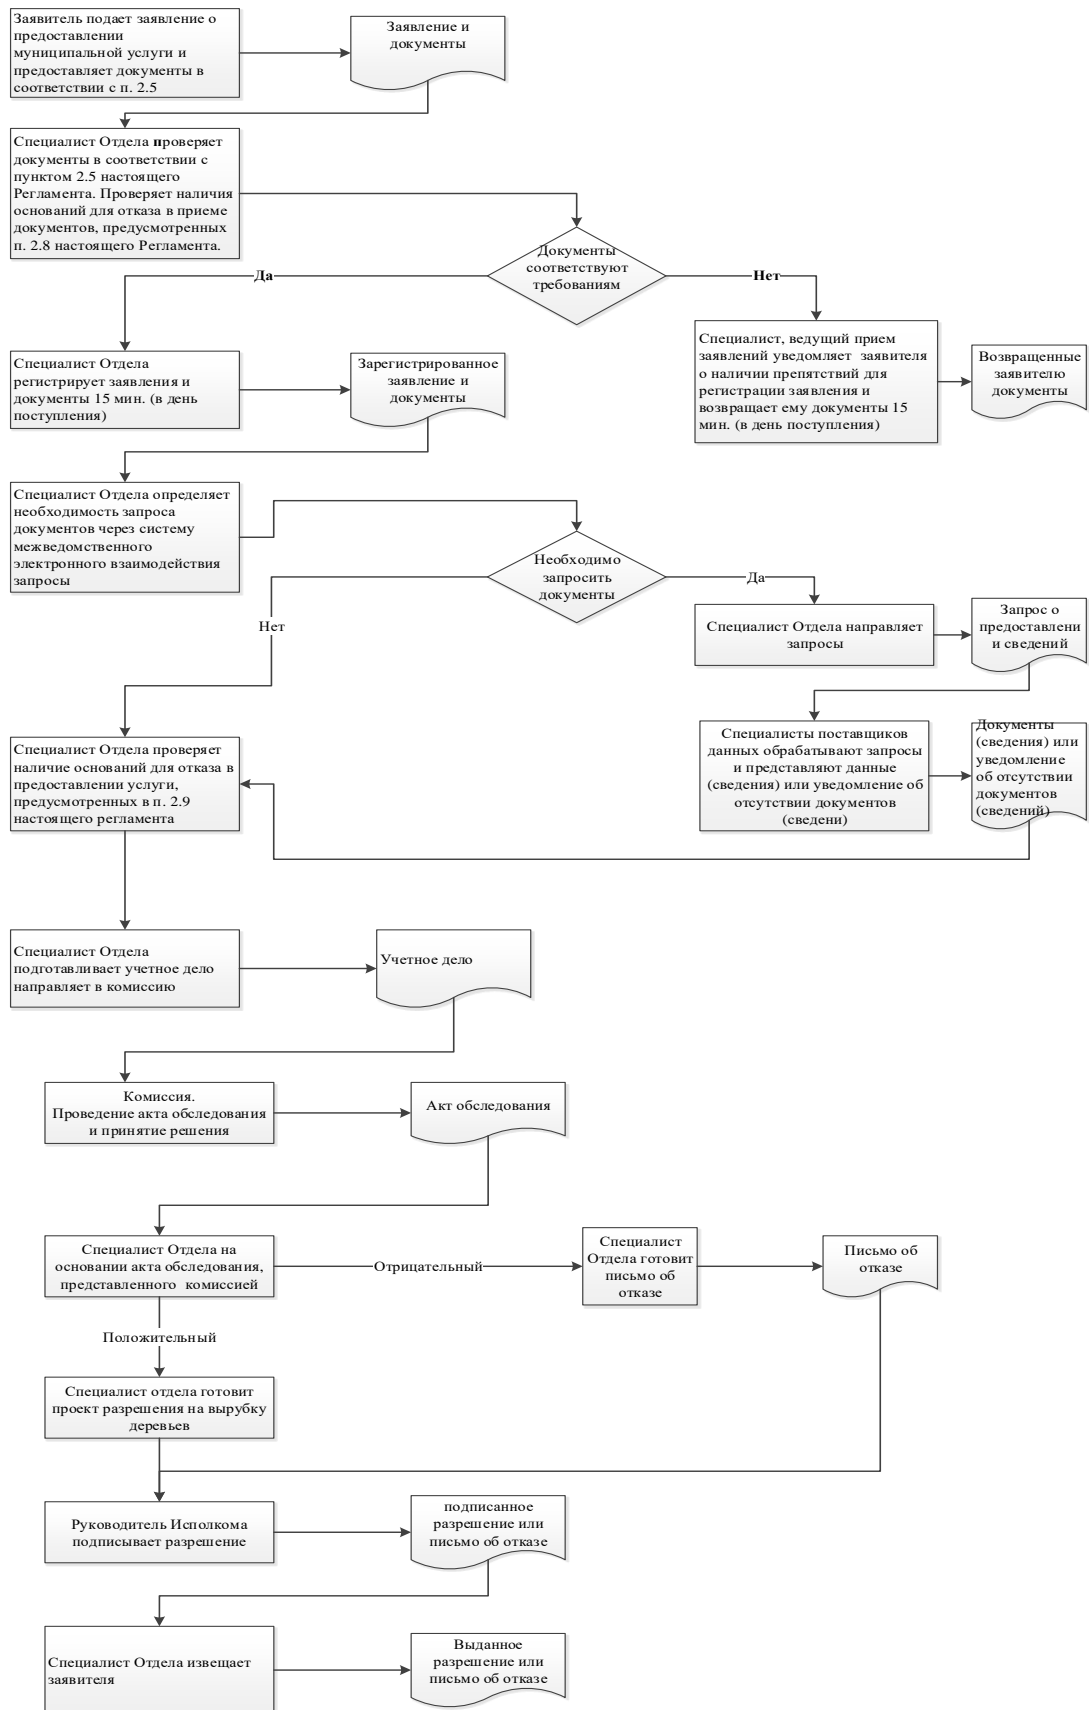 Заявитель подает заявление о
предоставлении
муниципальной услуги и
предоставляет документы в
соответствии с п. 2.5
Заявление и
документы
Специалист Отдела проверяет
документы в соответствии с
пунктом 2.5 настоящего
Регламента. Проверяет наличия
оснований для отказа в приеме
документов, предусмотренных
п. 2.8 настоящего Регламента.
Документы
соответствуют
требованиям
Да
Нет
Специалист Отдела
регистрирует заявления и
документы 15 мин. (в день
поступления)
Зарегистрированное
заявление и
документы
Специалист, ведущий прием
заявлений уведомляет заявителя
о наличии препятствий для
регистрации заявления и
возвращает ему документы 15
мин. (в день поступления)
Возвращенные
заявителю
документы
Специалист Отдела определяет
необходимость запроса
документов через систему
межведомственного
электронного взаимодействия
запросы
Необходимо
запросить
документы
Да
Нет
Специалист Отдела направляет
запросы
Запрос о
предоставлени
и сведений
Специалисты поставщиков
данных обрабатывают запросы
и представляют данные
(сведения) или уведомление об
отсутствии документов
(сведени)
Документы
(сведения) или
уведомление
об отсутствии
документов
(сведений)
Специалист Отдела проверяет
наличие оснований для отказа в
предоставлении услуги,
предусмотренных в п. 2.9
настоящего регламента
Специалист Отдела
подготавливает учетное дело
направляет в комиссию
Учетное дело
Комиссия.
Проведение акта обследования
и принятие решения
Акт обследования
Специалист Отдела на
основании акта обследования,
представленного комиссией
Отрицательный
Специалист
Отдела готовит
письмо об
отказе
Письмо об
отказе
Положительный
Специалист отдела готовит
проект разрешения на вырубку
деревьев
Руководитель Исполкома
подписывает разрешение
подписанное
разрешение или
письмо об отказе
Специалист Отдела извещает
заявителя
Выданное
разрешение или
письмо об отказе